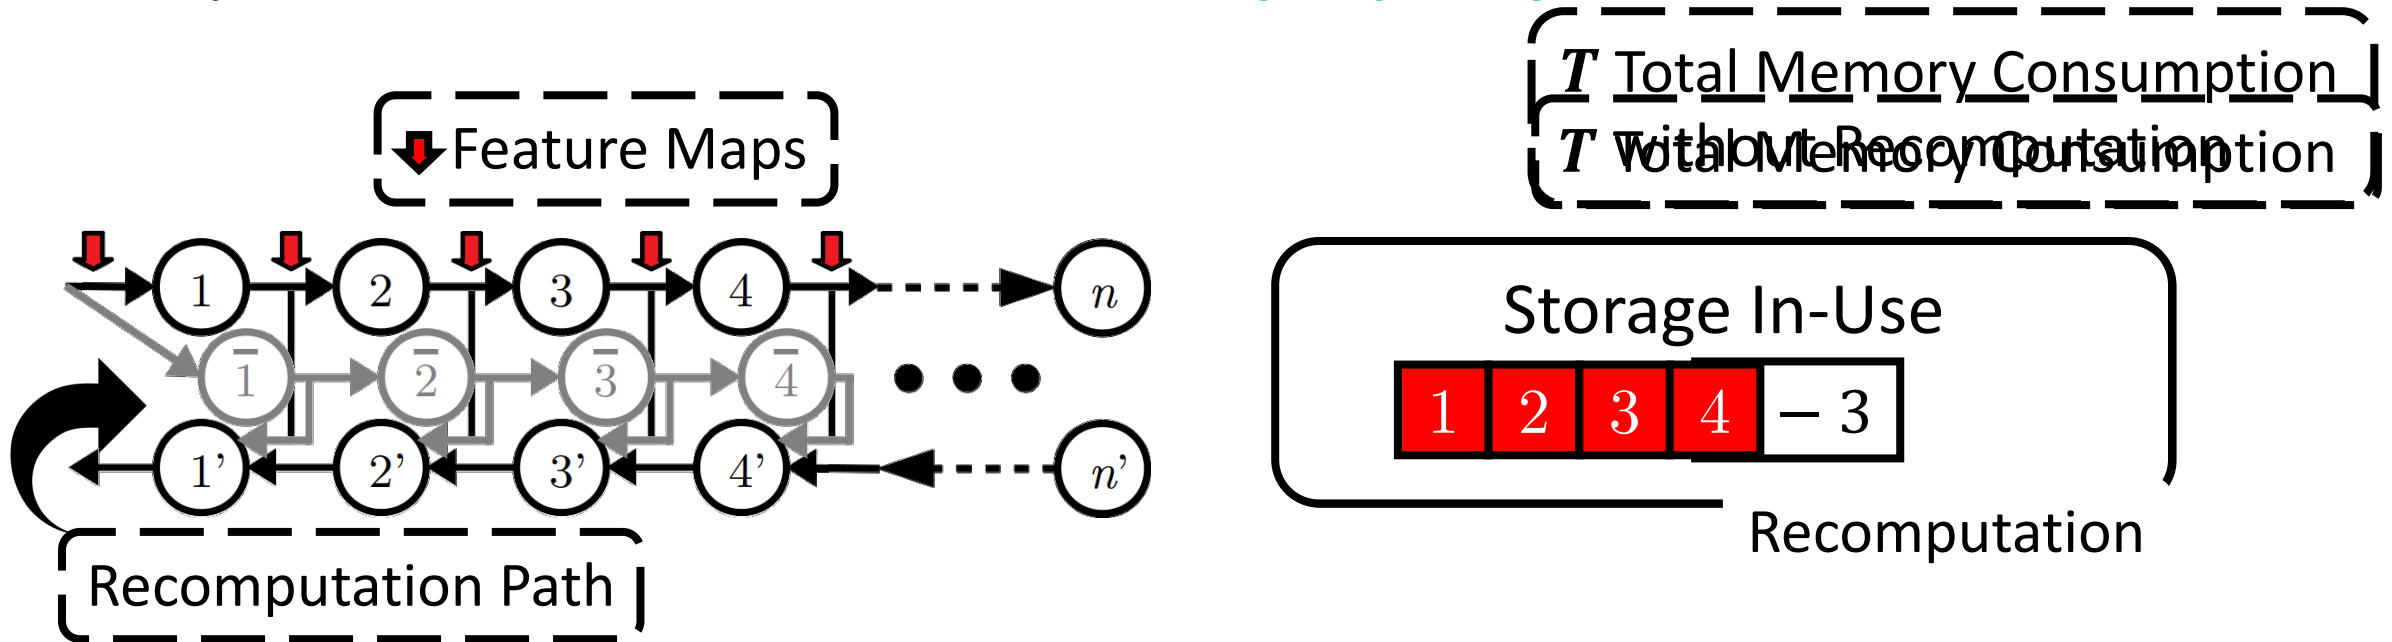 T Total Memory Consumption
without Recomputation
T Total Memory Consumption
Feature Maps
1 2 3 4 n
1̅ 2̅ 3̅ 4̅
1’ 2’ 3’ 4’ n’
Recomputation Path
Storage In-Use
1 2 3 4 – 3
Recomputation